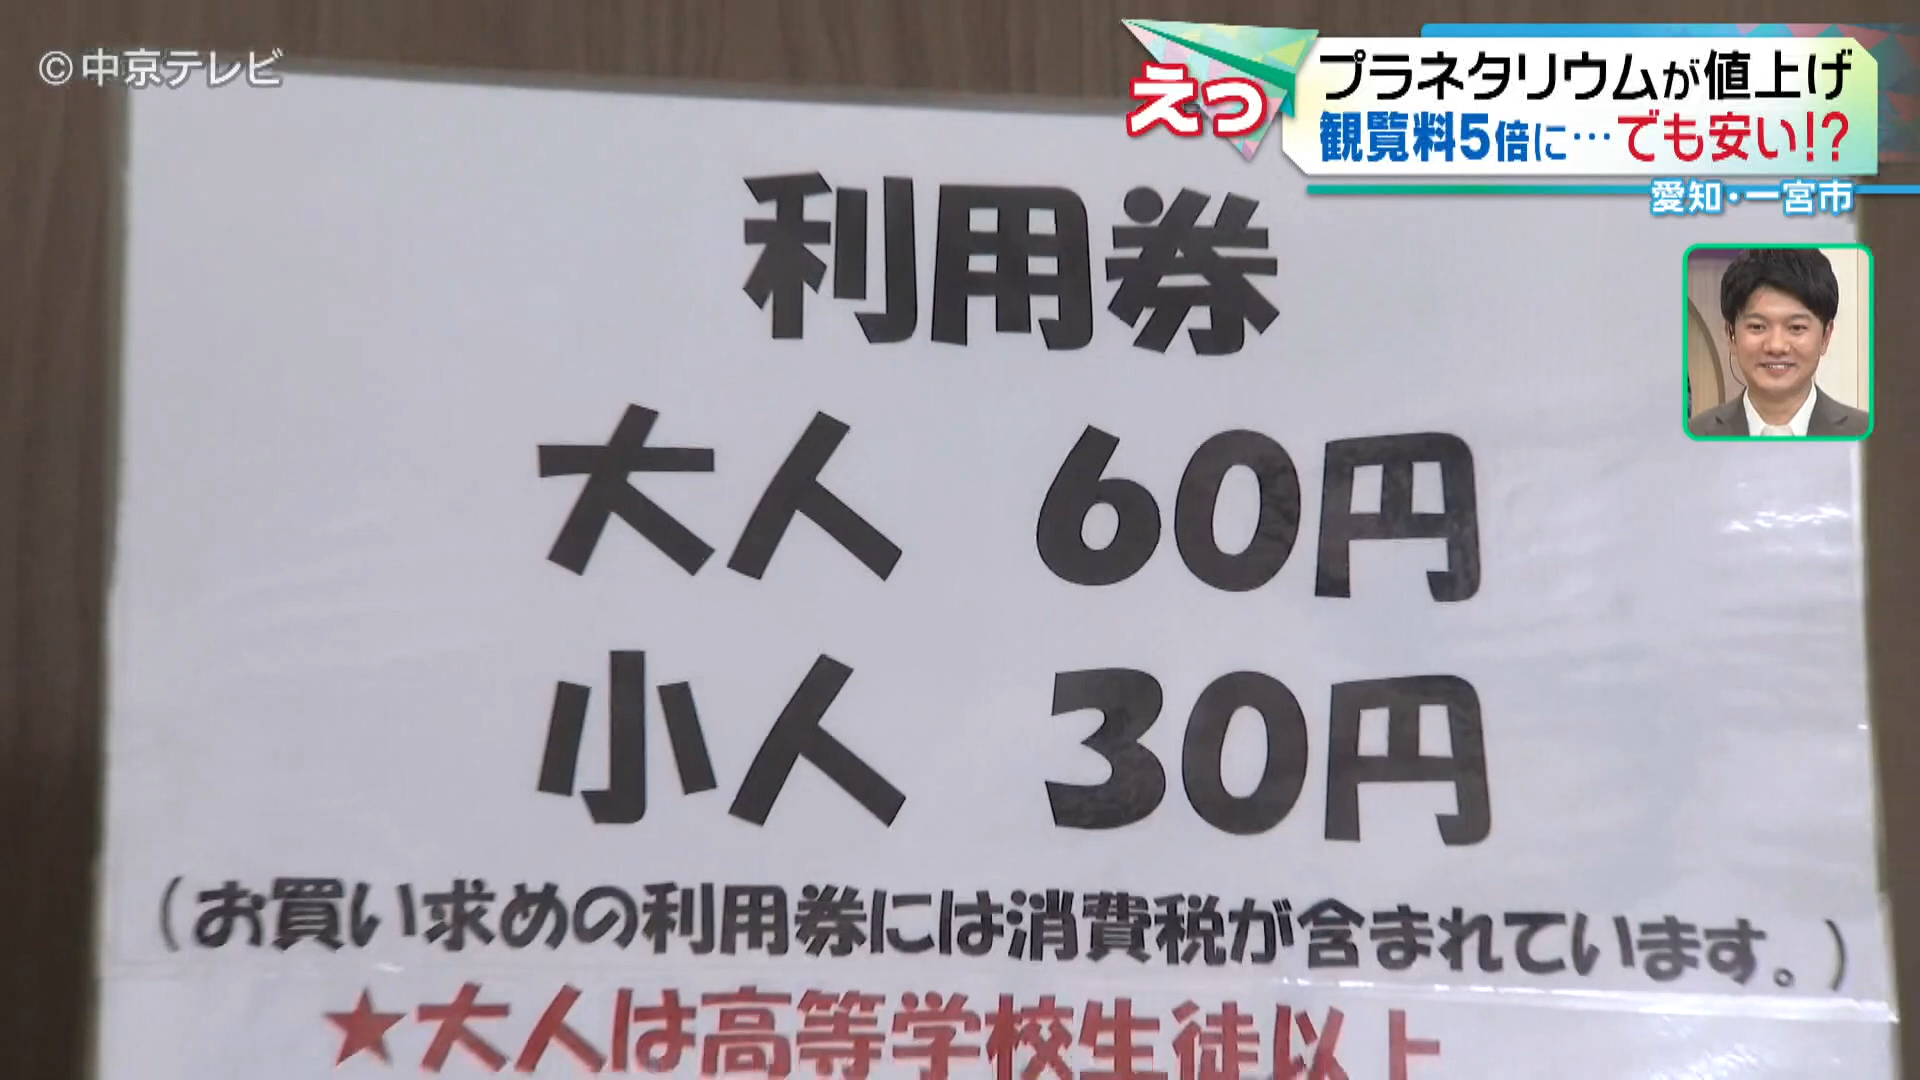 ©中京テレビ
えっ
プラネタリウムが値上げ
観覧料5倍に…でも安い!?
愛知・一宮市
利用券
大人 60円
小人 30円
(お買い求めの利用券には消費税が含まれています。)
★大人は高等学校生徒以上